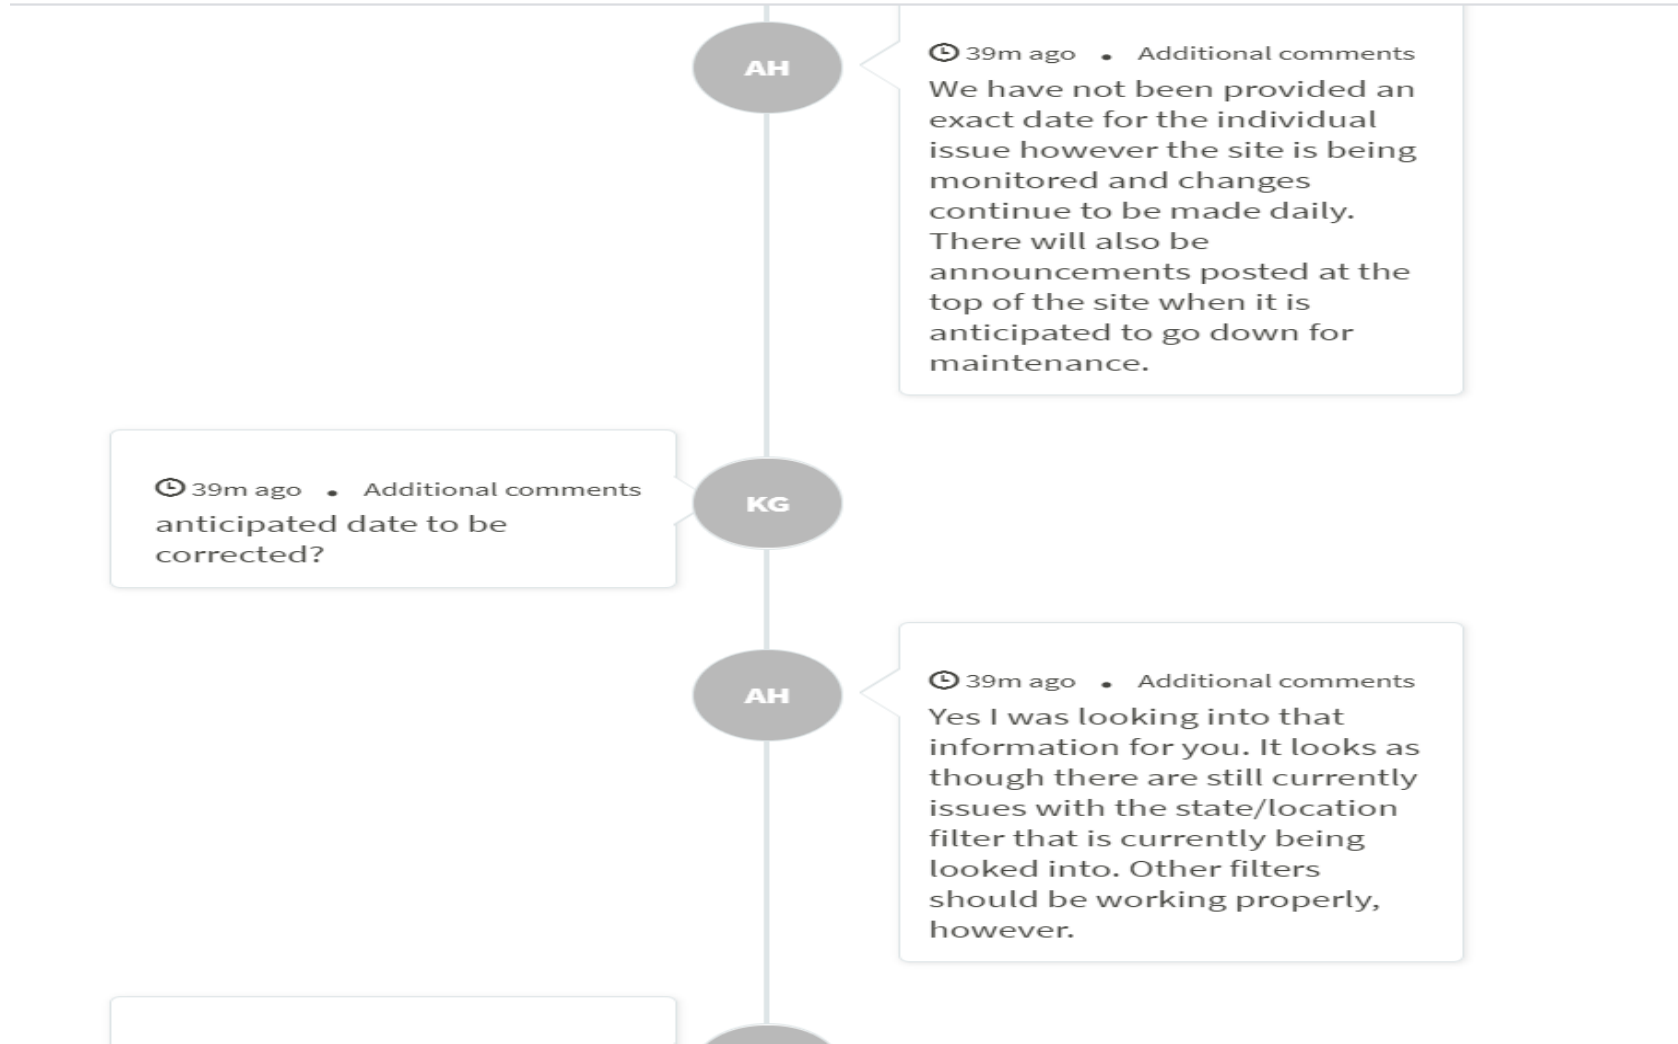 AH
39m ago • Additional comments
We have not been provided an
exact date for the individual
issue however the site is being
monitored and changes
continue to be made daily.
There will also be
announcements posted at the
top of the site when it is
anticipated to go down for
maintenance.
39m ago • Additional comments
anticipated date to be
corrected?
KG
AH
39m ago • Additional comments
Yes I was looking into that
information for you. It looks as
though there are still currently
issues with the state/location
filter that is currently being
looked into. Other filters
should be working properly,
however.